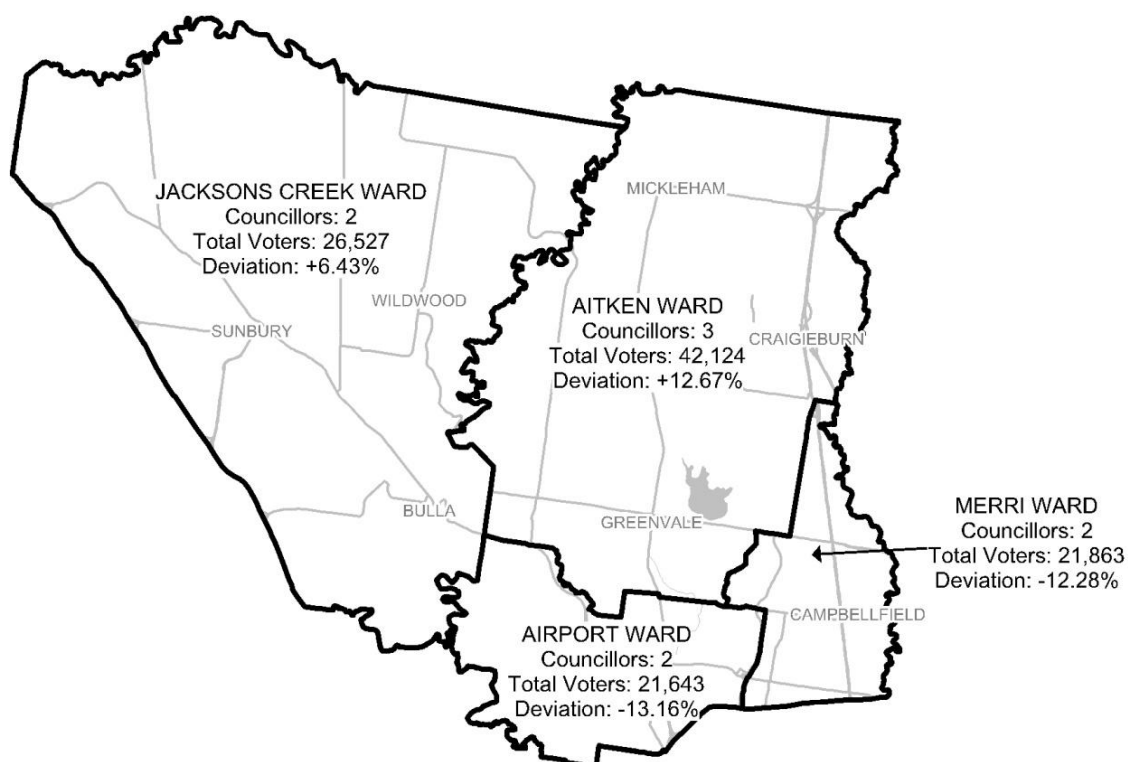 JACKSONS CREEK WARD
Councillors: 2
Total Voters: 26,527
Deviation: +6.43%
MICKLEHAM
WILDWOOD
SUNBURY
AITKEN WARD
Councillors: 3
Total Voters: 42,124
Deviation: +12.67%
CRAIGIEBURN
BULLA
GREENVALE
MERRI WARD
Councillors: 2
Total Voters: 21,863
Deviation: -12.28%
CAMPBELLFIELD
AIRPORT WARD
Councillors: 2
Total Voters: 21,643
Deviation: -13.16%